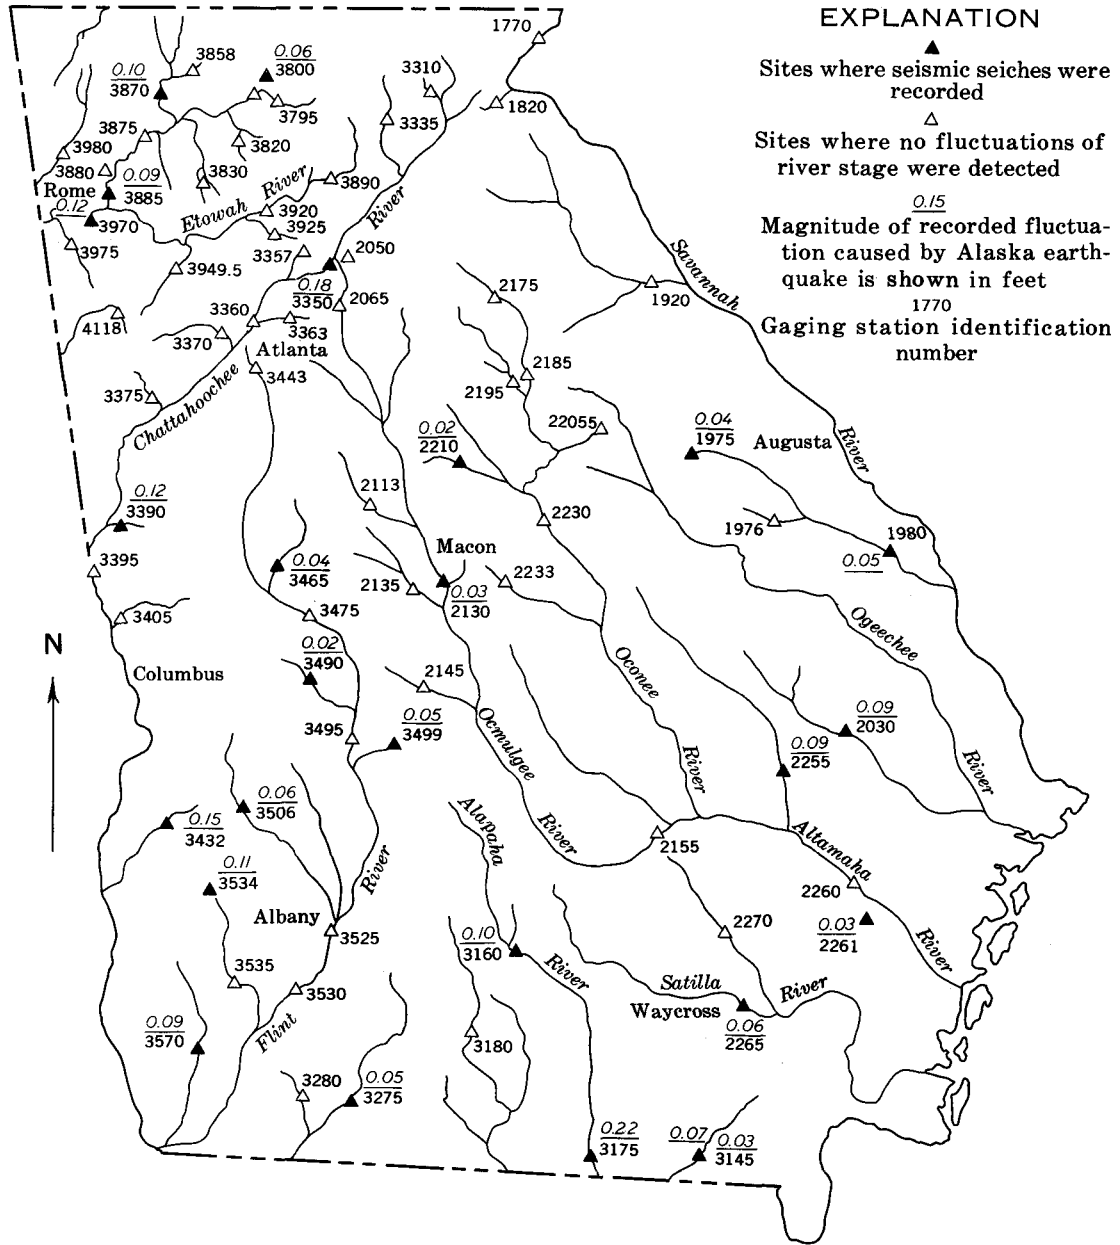 EXPLANATION
Sites where seismic seiches were
recorded
Sites where no fluctuations of
river stage were detected
0.15
Magnitude of recorded fluctua-
tion caused by Alaska earth-
quake is shown in feet
1770
Gaging station identification
number
1770
3858
0.06
3800
0.10
3870
3310
1820
3795
3335
3875
3820
3980
3880
3830
3890
0.09
3885
Rome
Etowah River
River
0.12
3970
3920
3925
3975
3357
2050
3949.5
0.18
3350
2065
2175
1920
Savannah
4118
3360
3363
3370
Atlanta
3443
2185
2195
3375
Chattahoochee
22055
0.02
2210
0.04
1975
Augusta
River
0.12
3390
2113
2230
1976
1980
0.05
Macon
3395
0.04
3465
2135
0.03
2130
2233
3405
3475
Ogeechee
N
0.02
3490
Oconee
Columbus
2145
0.05
3499
3495
Ocmulgee
0.09
2030
0.09
2255
River
River
0.06
3506
Alapaha
River
2155
Altamaha
0.15
3432
River
0.11
3534
2260
Albany
3525
0.10
3160
2270
0.03
2261
River
River
3535
3530
Satilla
River
Waycross
0.09
3570
Flint
0.06
2265
3180
3280
0.05
3275
0.22
3175
0.07
0.03
3145